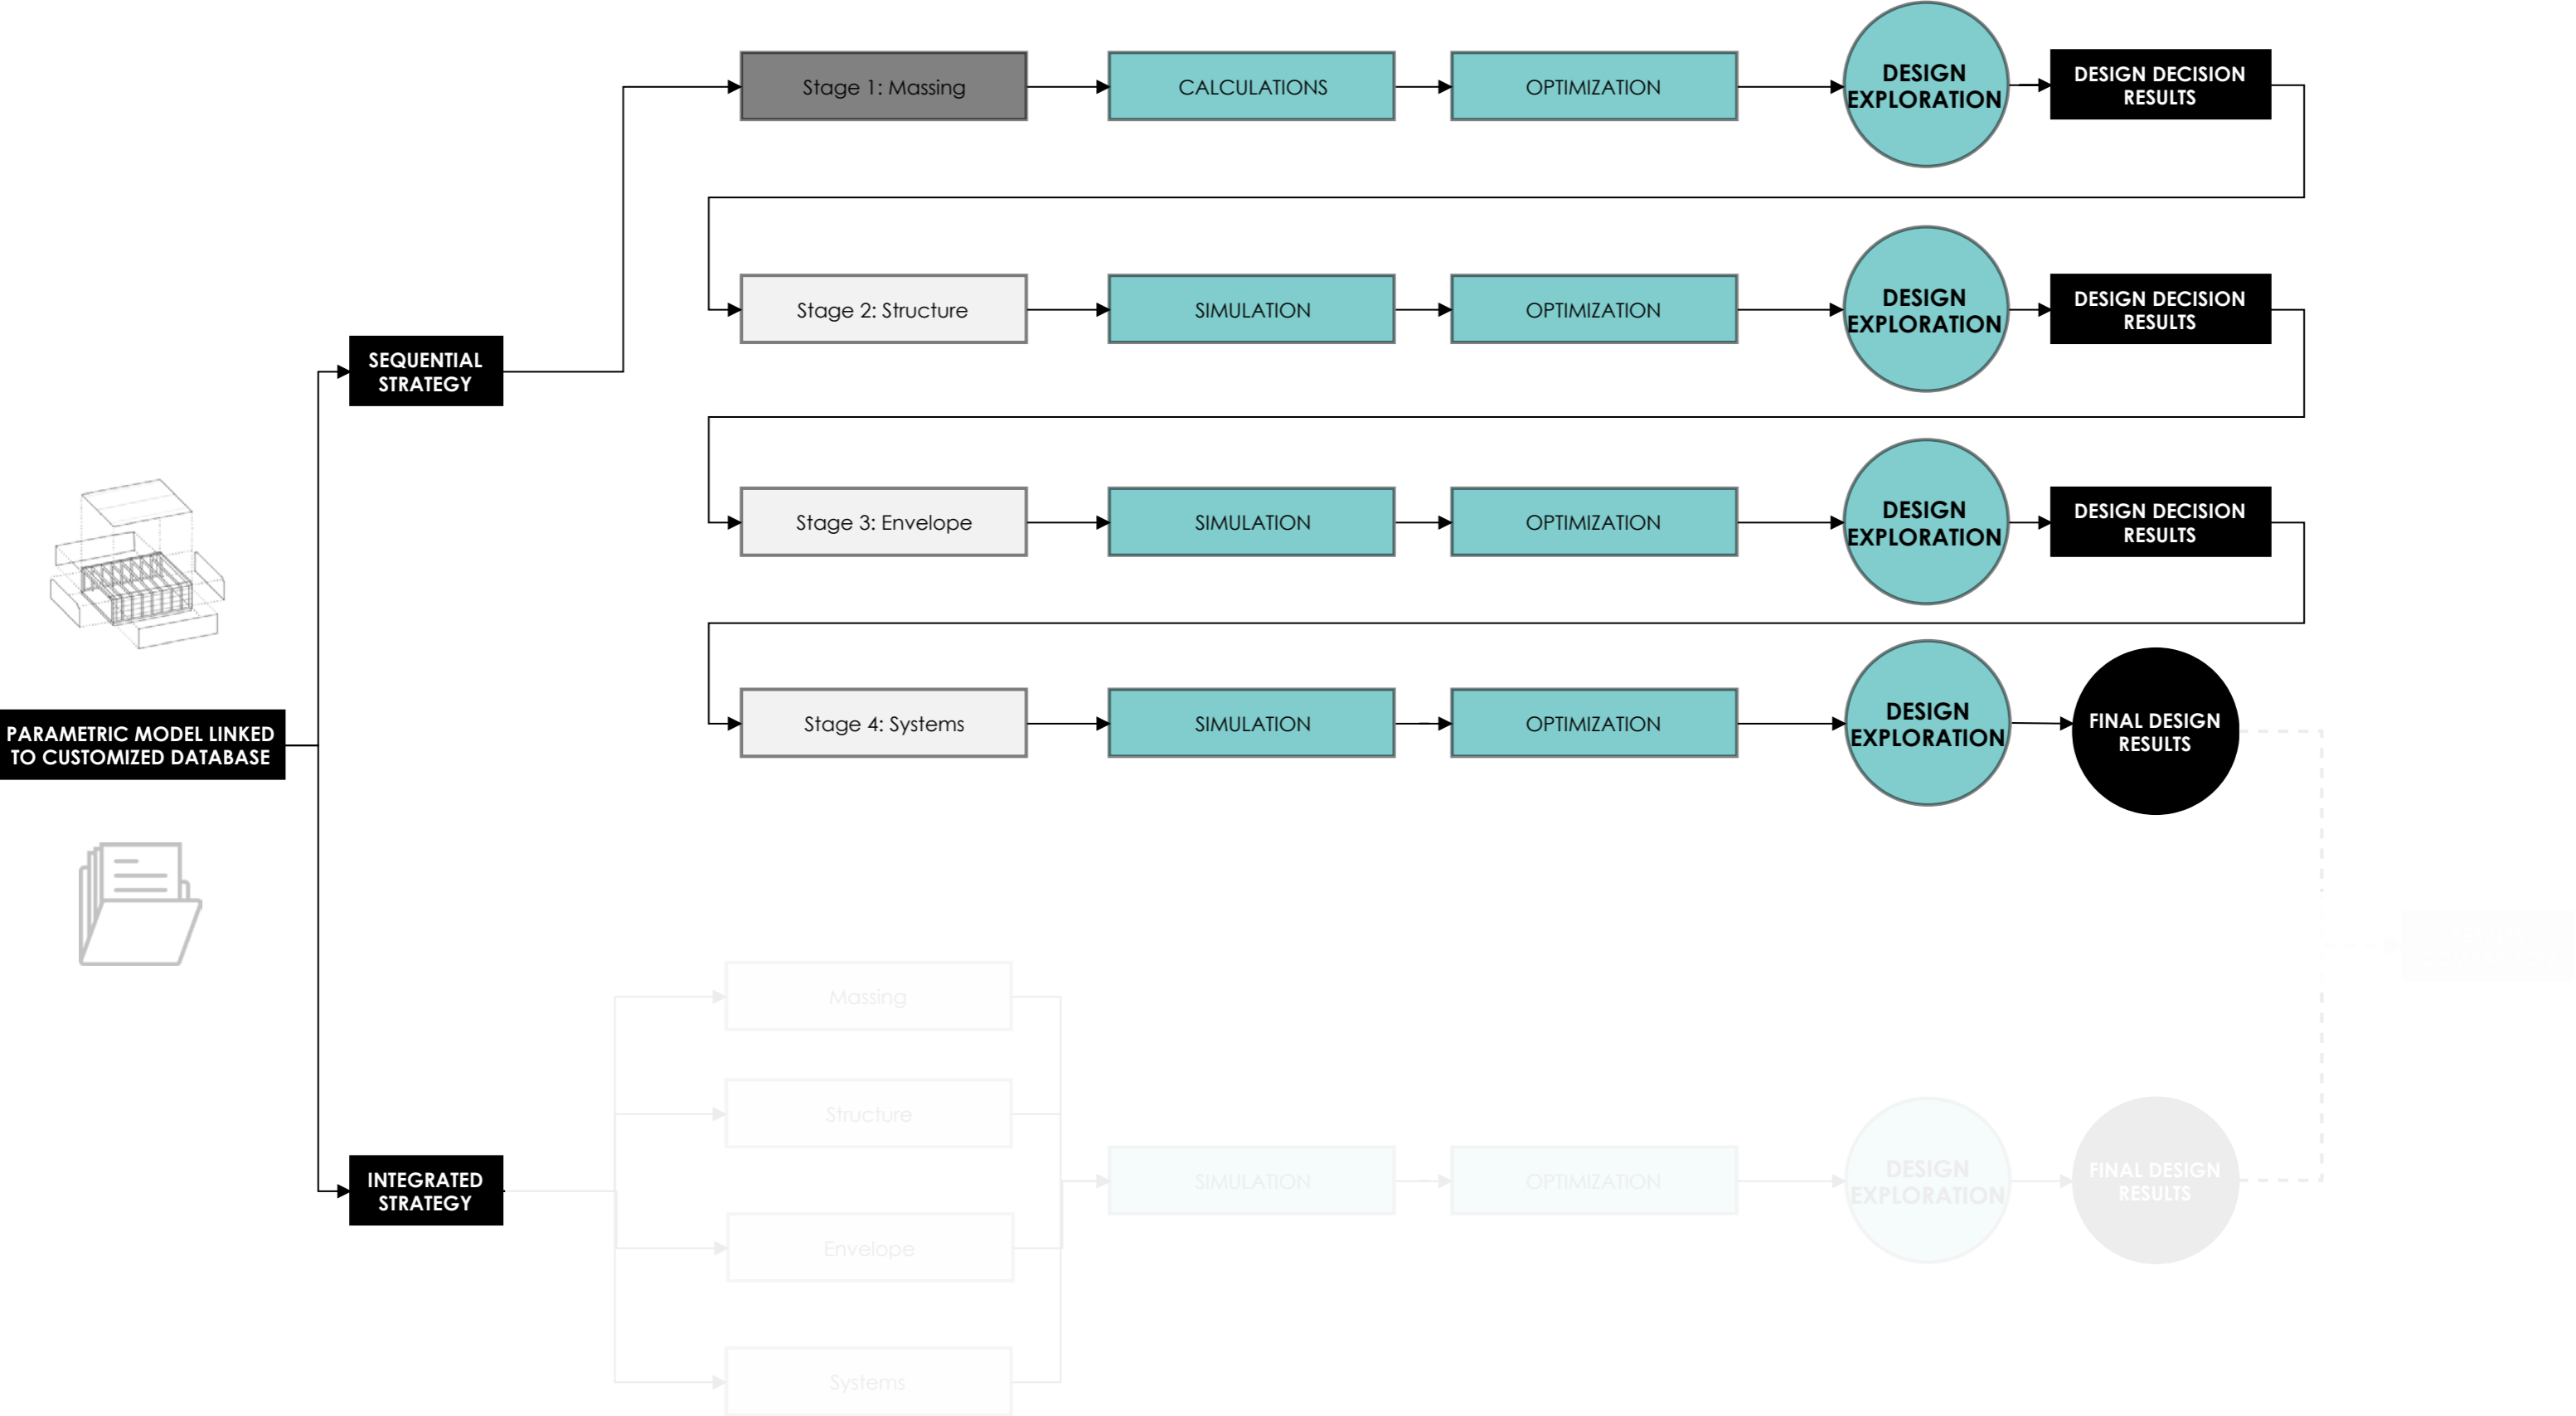 Stage 1: Massing
CALCULATIONS
OPTIMIZATION
DESIGN
EXPLORATION
DESIGN DECISION
RESULTS
Stage 2: Structure
SIMULATION
OPTIMIZATION
DESIGN
EXPLORATION
DESIGN DECISION
RESULTS
SEQUENTIAL
STRATEGY
Stage 3: Envelope
SIMULATION
OPTIMIZATION
DESIGN
EXPLORATION
DESIGN DECISION
RESULTS
Stage 4: Systems
SIMULATION
OPTIMIZATION
DESIGN
EXPLORATION
FINAL DESIGN
RESULTS
PARAMETRIC MODEL LINKED
TO CUSTOMIZED DATABASE
INTEGRATED
STRATEGY
Massing
Structure
Envelope
Systems
SIMULATION
OPTIMIZATION
DESIGN
EXPLORATION
FINAL DESIGN
RESULTS